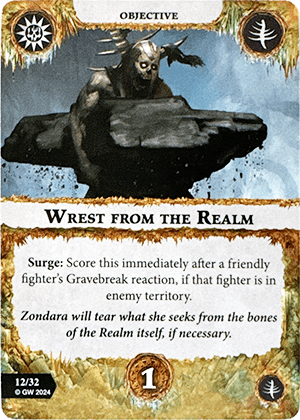 OBJECTIVE
WREST FROM THE REALM
Surge: Score this immediately after a friendly
fighter's Gravebreak reaction, if that fighter is in
enemy territory.
Zondara will tear what she seeks from the bones
of the Realm itself, if necessary.
12/32
© GW 2024
1